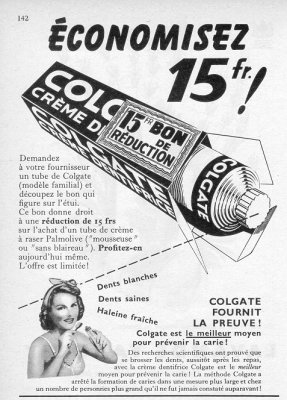 142
ÉCONOMISEZ
15 fr. !
COLG
CRÈME D
COLGAT
15 FR BON
DE
RÉDUCTION
COLGATE
Demandez
à votre fournisseur
un tube de Colgate
(modèle familial) et
découpez le bon qui
figure sur l'étui.
Ce bon donne droit
à une réduction de 15 frs
sur l'achat d'un tube de crème
à raser Palmolive ("mousseuse"
ou "sans blaireau"). Profitez-en
aujourd'hui même.
L'offre est limitée!
Dents blanches
Dents saines
Haleine fraîche
COLGATE
FOURNIT
LA PREUVE!
Colgate est le meilleur moyen
pour prévenir la carie!
Des recherches scientifiques ont prouvé que
se brosser les dents, aussitôt après les repas,
avec la crème dentifrice Colgate est le meilleur
moyen pour prévenir la carie! La méthode Colgate a
arrêté la formation de caries dans une mesure plus large et chez
un nombre de personnes plus grand qu'il ne fut jamais constaté auparavant!